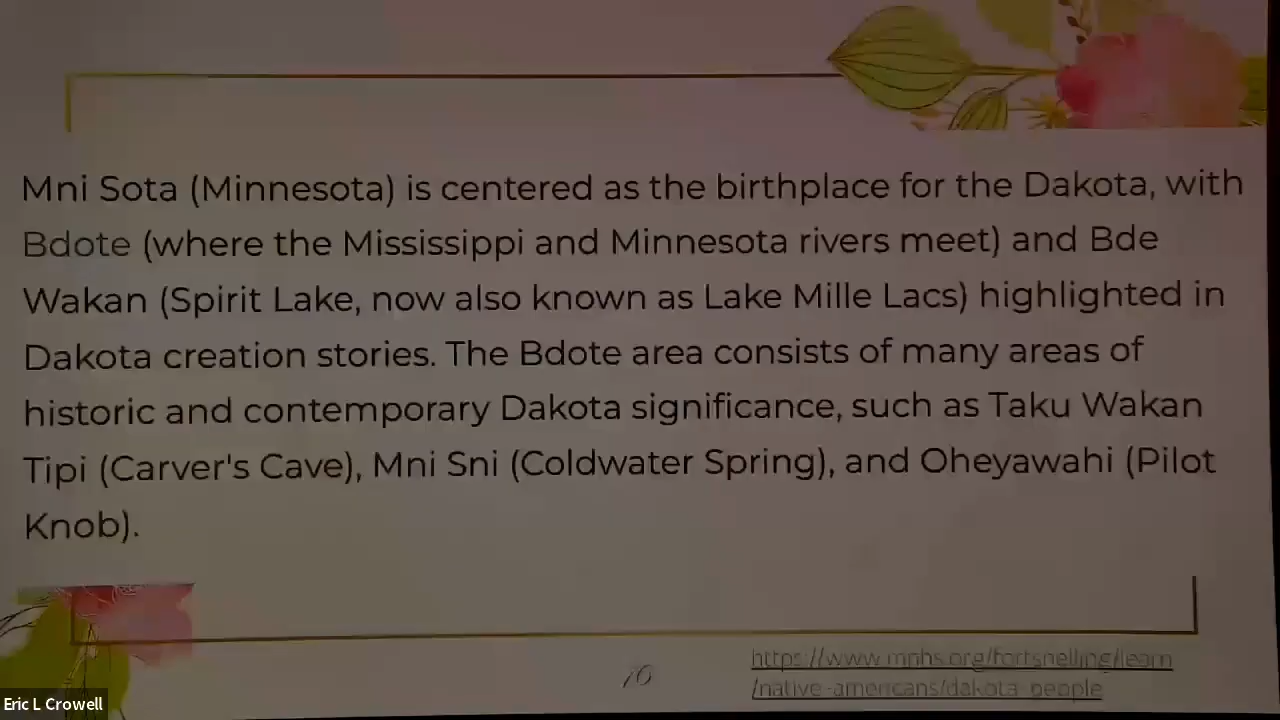 Mni Sota (Minnesota) is centered as the birthplace for the Dakota, with
Bdote (where the Mississippi and Minnesota rivers meet) and Bde
Wakan (Spirit Lake, now also known as Lake Mille Lacs) highlighted in
Dakota creation stories. The Bdote area consists of many areas of
historic and contemporary Dakota significance, such as Taku Wakan
Tipi (Carver's Cave), Mni Sni (Coldwater Spring), and Oheyawahi (Pilot
Knob).
https://www.mnhs.org/fortsnelling/learn
/native-americans/dakota-people
10
Eric L Crowell